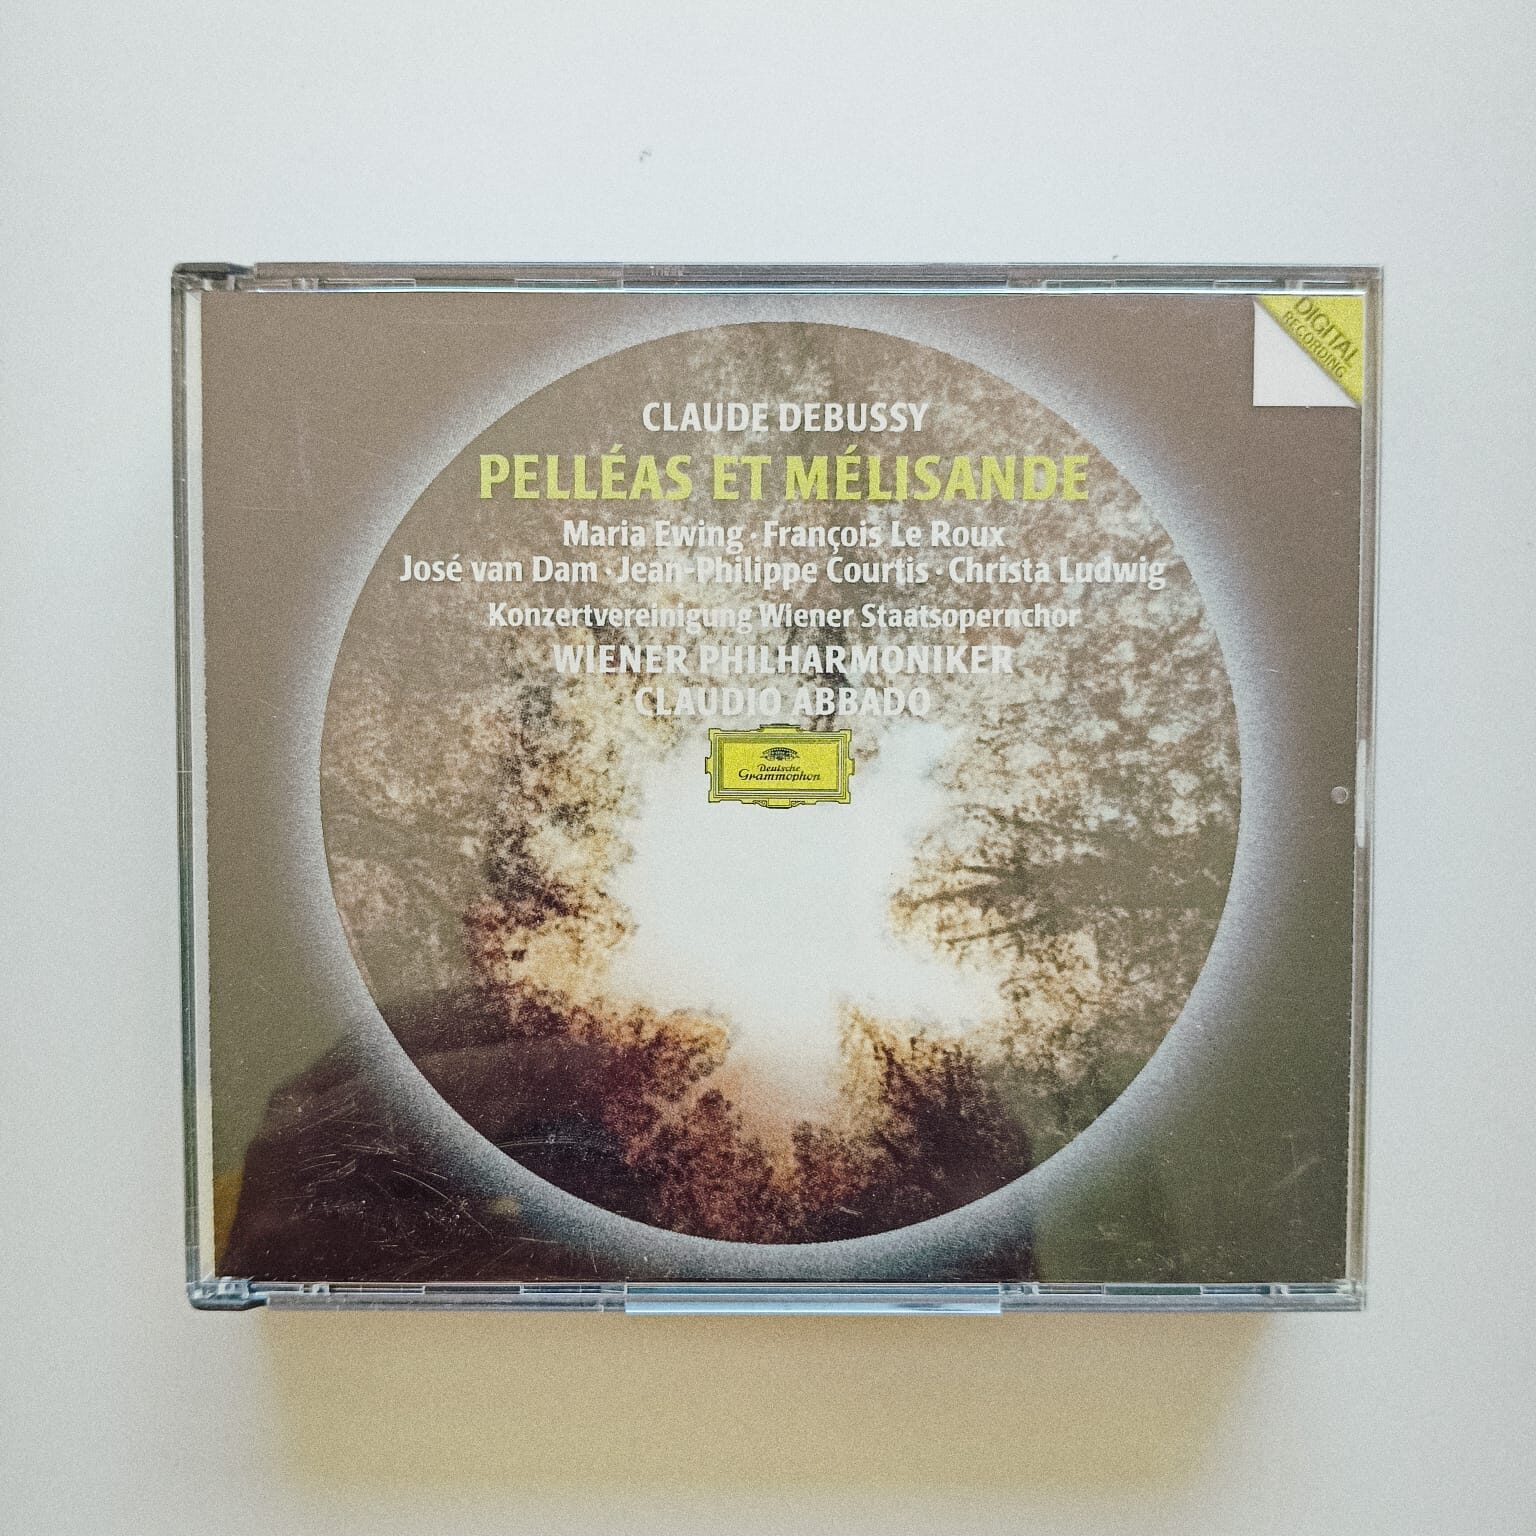 DIGITAL
RECORDING
CLAUDE DEBUSSY
PELLÉAS ET MÉLISANDE
Maria Ewing · François Le Roux
José van Dam · Jean-Philippe Courtis · Christa Ludwig
Konzertvereinigung Wiener Staatsopernchor
WIENER PHILHARMONIKER
CLAUDIO ABBADO
Deutsche
Grammophon